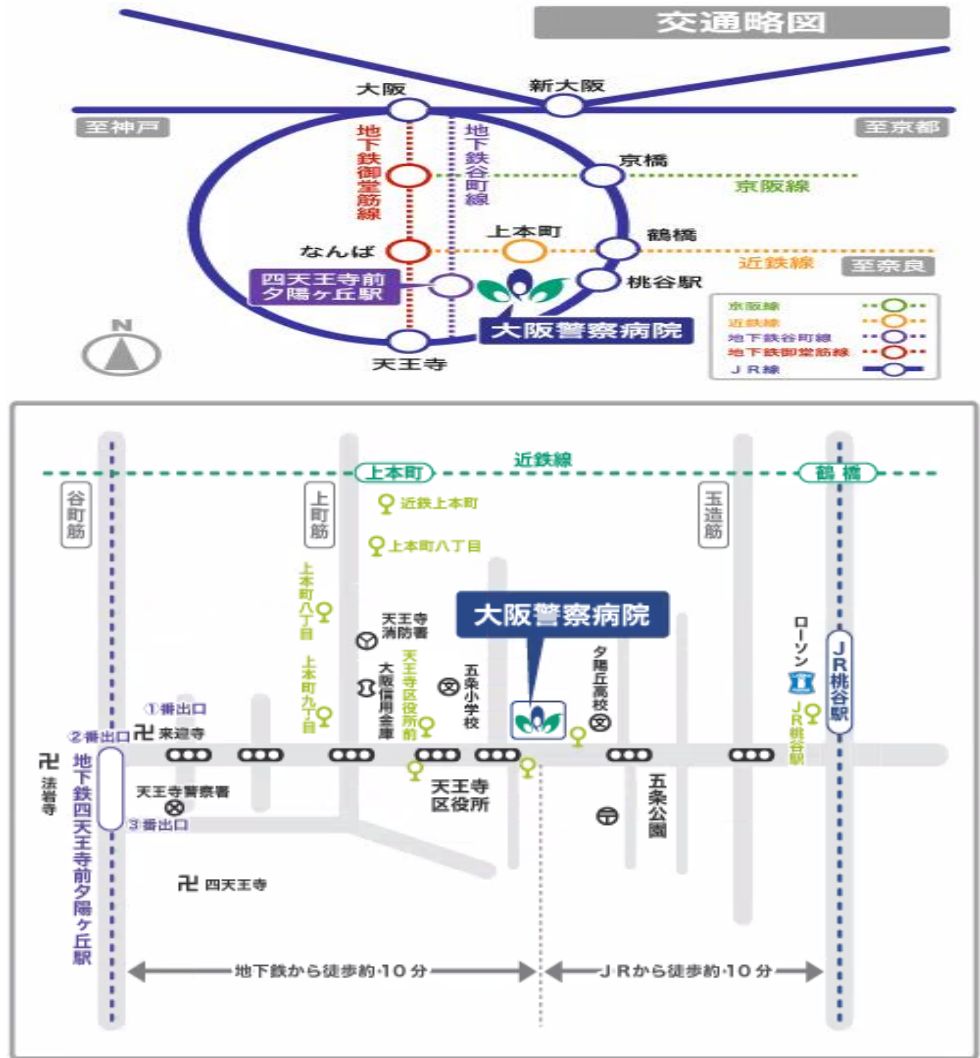 交通略図
大阪
新大阪
至神戸
至京都
地下鉄御堂筋線
地下鉄谷町線
京橋
京阪線
上本町
鶴橋
なんば
近鉄線
至奈良
四天王寺前
夕陽ヶ丘駅
桃谷駅
大阪警察病院
N
天王寺
京阪線
近鉄線
地下鉄谷町線
地下鉄御堂筋線
JR線
近鉄線
上本町
鶴橋
谷町筋
上町筋
玉造筋
近鉄上本町
上本町八丁目
上本町八丁目
大阪警察病院
天王寺
消防署
ローソン
JR桃谷駅
上本町九丁目
大阪信用金庫
天王寺区役所前
五条小学校
夕陽丘高校
JR桃谷駅
①番出口
②番出口
卍 来迎寺
卍 法岩寺
地下鉄四天王寺前夕陽ヶ丘駅
天王寺警察署
③番出口
天王寺
区役所
五条公園
卍 四天王寺
地下鉄から徒歩約・10分
JRから徒歩約・10分